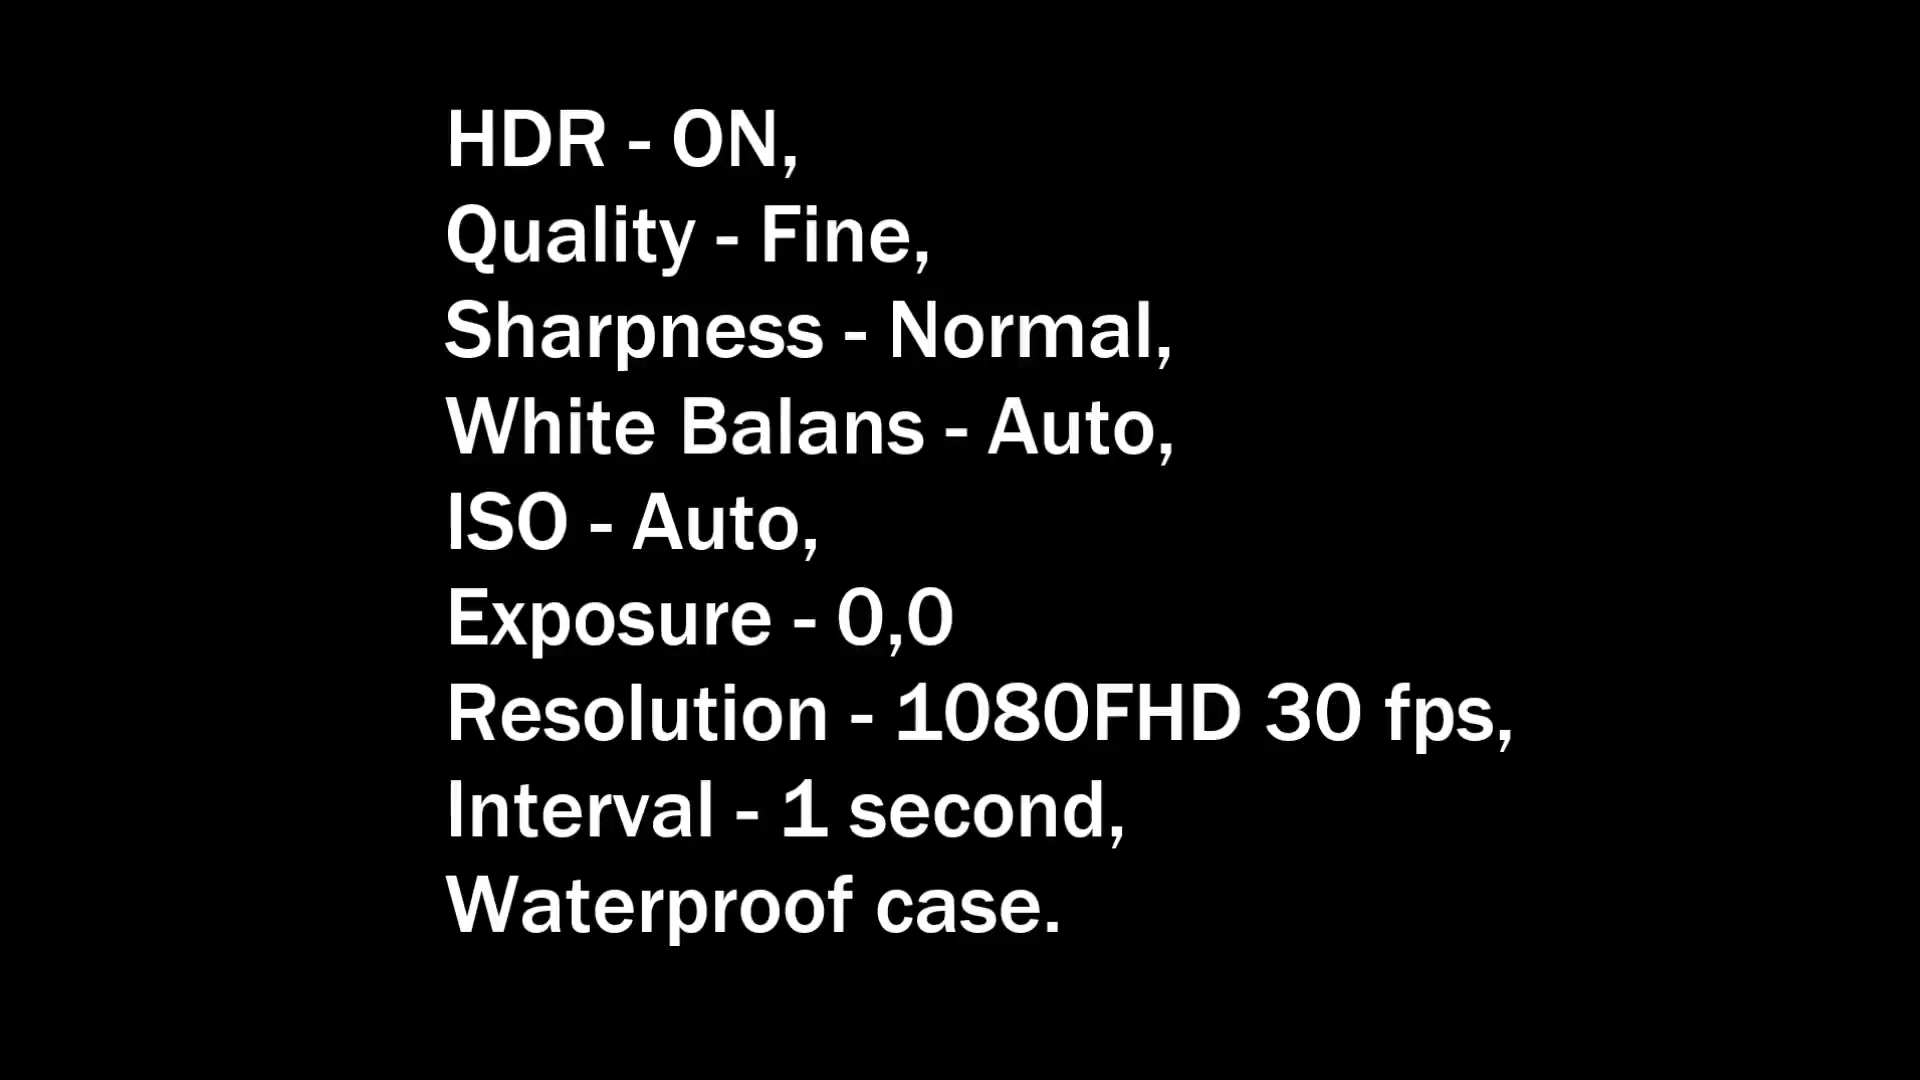 HDR - ON,
Quality - Fine,
Sharpness - Normal,
White Balans - Auto,
ISO - Auto,
Exposure - 0,0
Resolution - 1080FHD 30 fps,
Interval - 1 second,
Waterproof case.